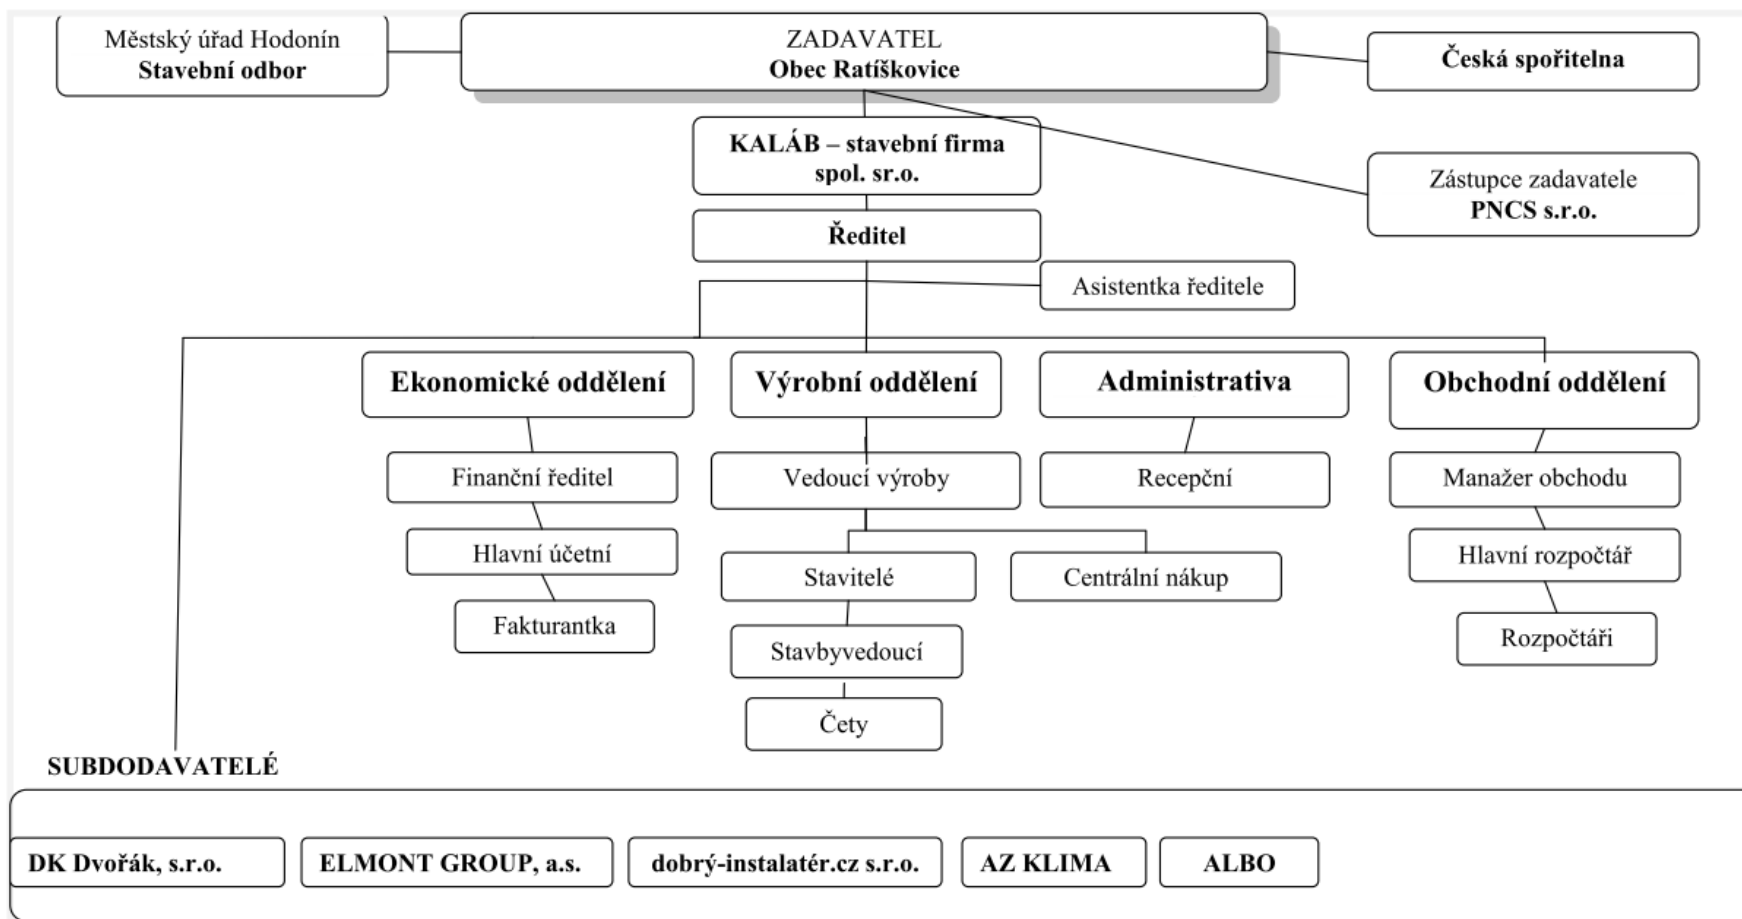 Městský úřad Hodonín
Stavební odbor
ZADAVATEL
Obec Ratíškovice
Česká spořitelna
KALÁB – stavební firma
spol. sr.o.
Zástupce zadavatele
PNCS s.r.o.
Ředitel
Asistentka ředitele
Ekonomické oddělení
Výrobní oddělení
Administrativa
Obchodní oddělení
Finanční ředitel
Vedoucí výroby
Recepční
Manažer obchodu
Hlavní účetní
Stavitelé
Centrální nákup
Hlavní rozpočtář
Fakturantka
Stavbyvedoucí
Rozpočtáři
Čety
SUBDODAVATELÉ
DK Dvořák, s.r.o.
ELMONT GROUP, a.s.
dobrý-instalatér.cz s.r.o.
AZ KLIMA
ALBO